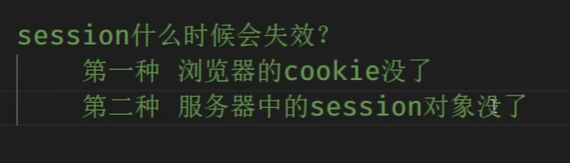 session什么时候会失效？
第一种 浏览器的cookie没了
第二种 服务器中的session对象没了